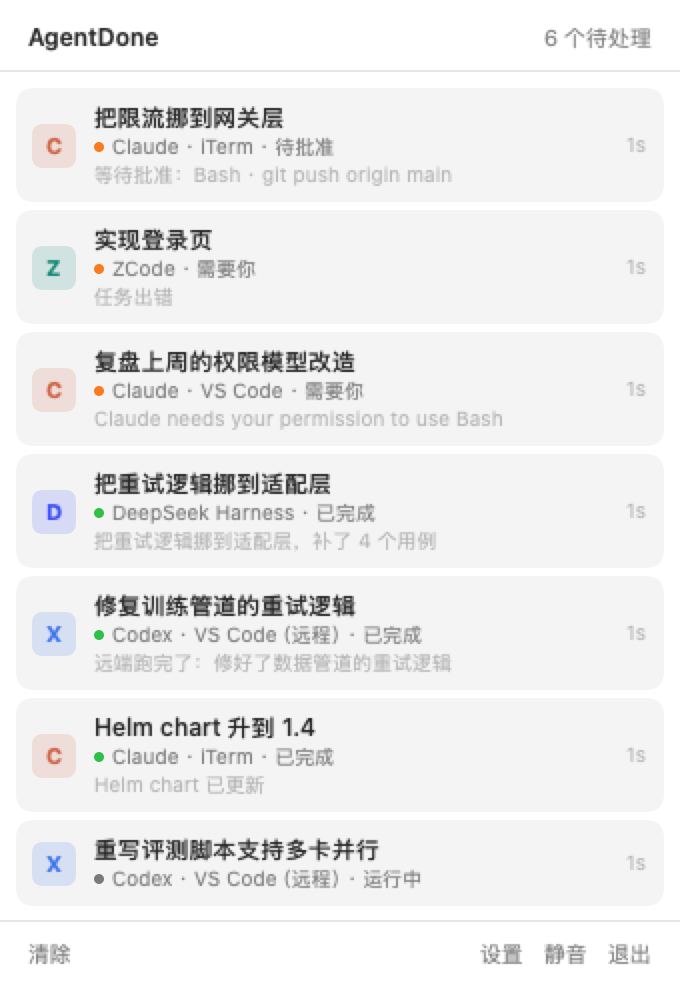 AgentDone
6 个待处理
C
把限流挪到网关层
Claude · iTerm · 待批准
等待批准：Bash · git push origin main
1s
Z
实现登录页
ZCode · 需要你
任务出错
1s
C
复盘上周的权限模型改造
Claude · VS Code · 需要你
Claude needs your permission to use Bash
1s
D
把重试逻辑挪到适配层
DeepSeek Harness · 已完成
把重试逻辑挪到适配层，补了 4 个用例
1s
X
修复训练管道的重试逻辑
Codex · VS Code (远程) · 已完成
远端跑完了：修好了数据管道的重试逻辑
1s
C
Helm chart 升到 1.4
Claude · iTerm · 已完成
Helm chart 已更新
1s
X
重写评测脚本支持多卡并行
Codex · VS Code (远程) · 运行中
1s
清除
设置 静音 退出